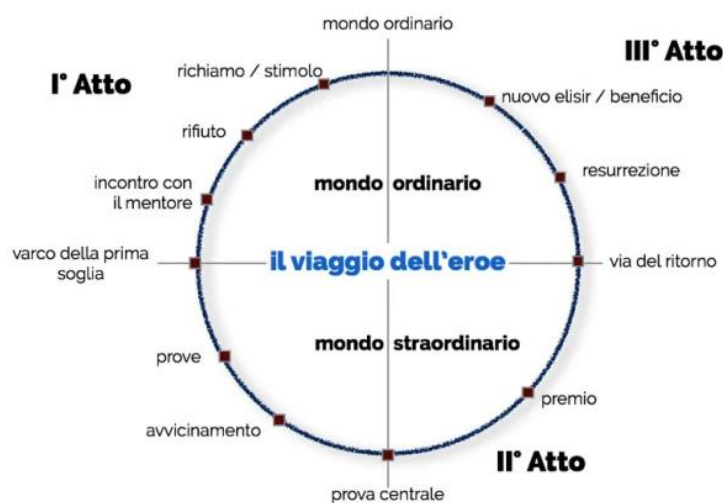 mondo ordinario
I° Atto
III° Atto
richiamo / stimolo
nuovo elisir / beneficio
rifiuto
resurrezione
incontro con
il mentore
mondo ordinario
varco della prima
soglia
il viaggio dell'eroe
via del ritorno
mondo straordinario
prove
premio
avvicinamento
II° Atto
prova centrale